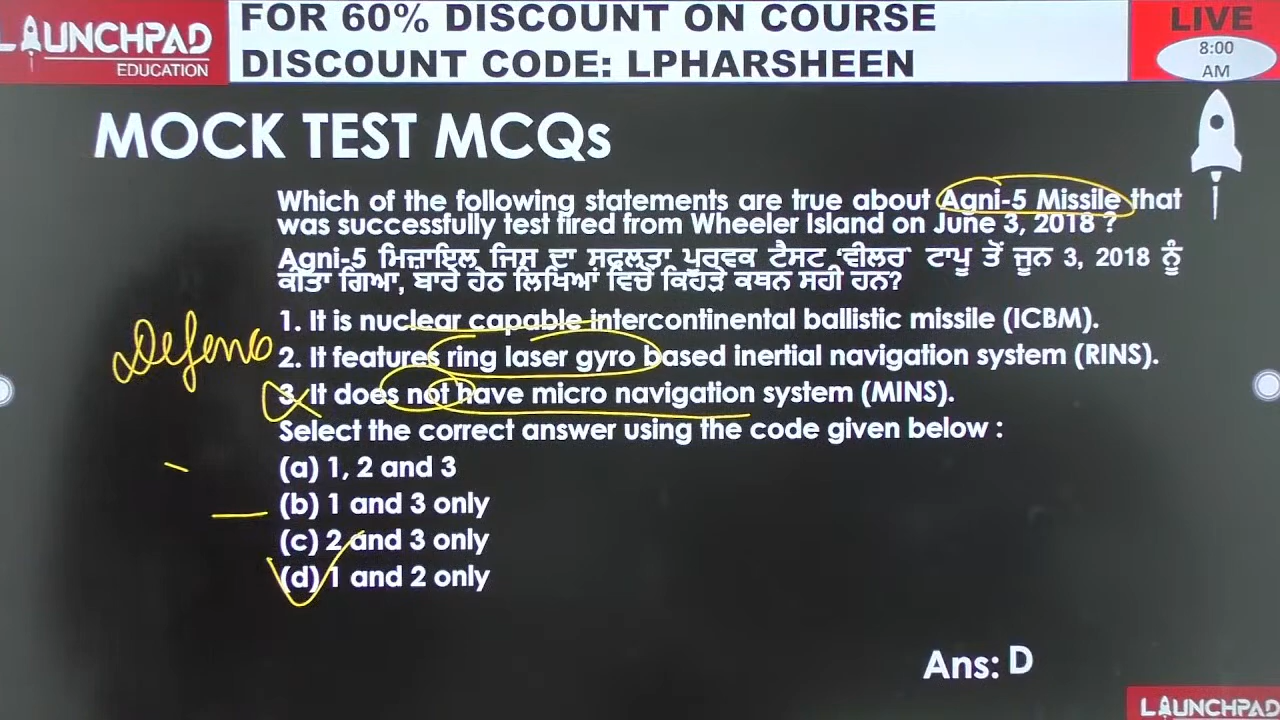 LAUNCHPAD
EDUCATION
FOR 60% DISCOUNT ON COURSE
DISCOUNT CODE: LPHARSHEEN
LIVE
8:00
AM
MOCK TEST MCQs
Which of the following statements are true about Agni-5 Missile that
was successfully test fired from Wheeler Island on June 3, 2018 ?
Agni-5 ਮਿਜ਼ਾਇਲ ਜਿਸ ਦਾ ਸਫਲਤਾ ਪੂਰਵਕ ਟੈਸਟ 'ਵੀਲਰ' ਟਾਪੂ ਤੋਂ ਜੂਨ 3, 2018 ਨੂੰ
ਕੀਤਾ ਗਿਆ, ਬਾਰੇ ਹੇਠ ਲਿਖਿਆਂ ਵਿਚੋਂ ਕਿਹੜੇ ਕਥਨ ਸਹੀ ਹਨ?
1. It is nuclear capable intercontinental ballistic missile (ICBM).
Defenc
2. It features ring laser gyro based inertial navigation system (RINS).
3. It does not have micro navigation system (MINS).
Select the correct answer using the code given below :
(a) 1, 2 and 3
(b) 1 and 3 only
(c) 2 and 3 only
(d) 1 and 2 only
Ans: D
LAUNCHPAD